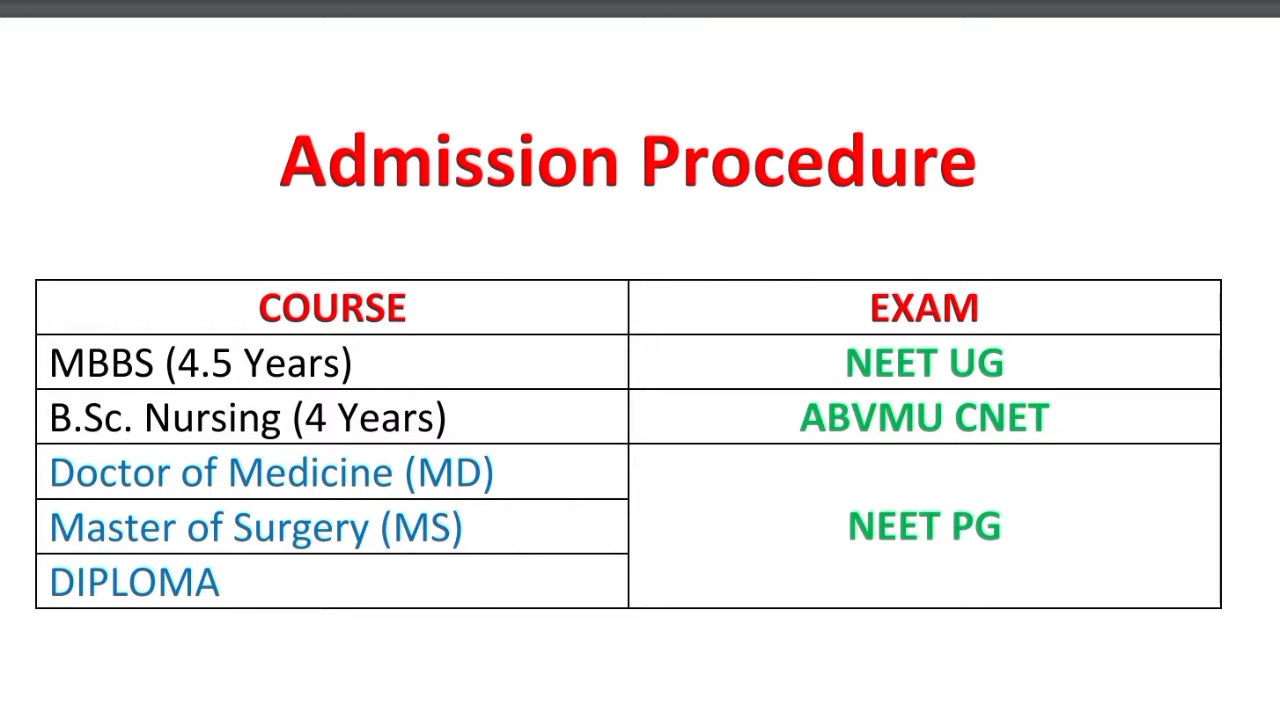 Admission Procedure
COURSE EXAM
MBBS (4.5 Years) NEET UG
B.Sc. Nursing (4 Years) ABVMU CNET
Doctor of Medicine (MD)
Master of Surgery (MS) NEET PG
DIPLOMA